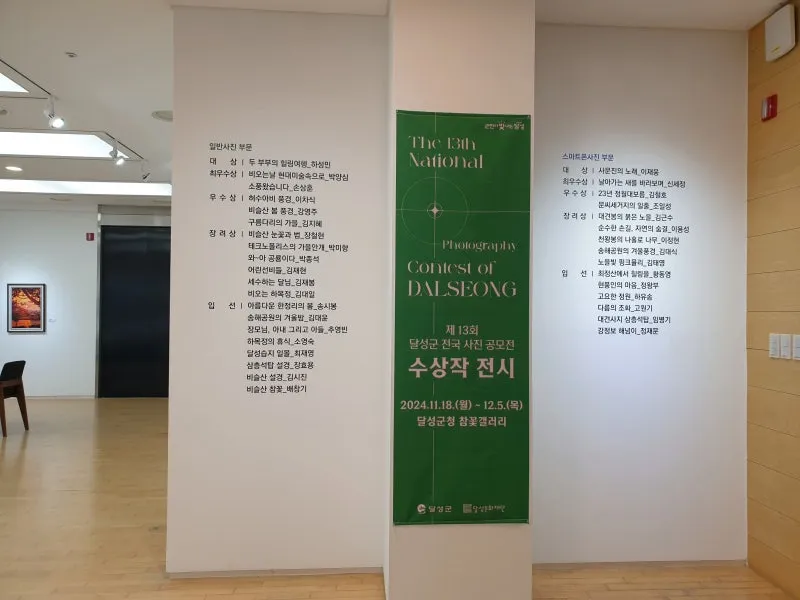 일반사진 부문
대 상 | 두 부부의 힐링여행_하성민
최우수상 | 비오는날 현대미술속으로_박양심
소풍왔습니다_손상훈
우 수 상 | 허수아비 풍경_이차식
비슬산 봄 풍경_강영주
구름다리의 가을_김지혜
장 려 상 | 비슬산 눈꽃과 범_장철현
테크노폴리스의 가을안개_박미향
와~아 공룡이다_박종석
어린선비들_김재현
세수하는 달님_김재봉
비오는 하목정_김대일
입 선 | 아름다운 한정리의 봄_송시봉
송해공원의 겨울밤_김대운
장모님, 아내 그리고 아들_추영빈
하목정의 휴식_소영숙
달성습지 일몰_최재영
삼층석탑 설경_장효용
비슬산 설경_김시진
비슬산 참꽃_배창기
The 13th
National
Photography
Contest of
DALSEONG
제 13회
달성군 전국 사진 공모전
수상작 전시
2024.11.18.(월) - 12.5.(목)
달성군청 참꽃갤러리
달성군
달성문화재단
스마트폰사진 부문
대 상 | 사문진의 노래_이재웅
최우수상 | 날아가는 새를 바라보며_신세정
우 수 상 | 23년 정월대보름_김철호
문씨세거지의 일출_조일성
장 려 상 | 대견봉의 붉은 노을_김근수
순수한 손길, 자연의 숨결_이용성
천왕봉의 나홀로 나무_이정현
송해공원의 겨울풍경_김대식
노을빛 핑크뮬리_김태영
입 선 | 최정산에서 힐링을_황동영
현풍인의 마음_정왕부
고요한 정원_하유승
다름의 조화_고원기
대견사지 삼층석탑_임병기
강정보 해넘이_정재문